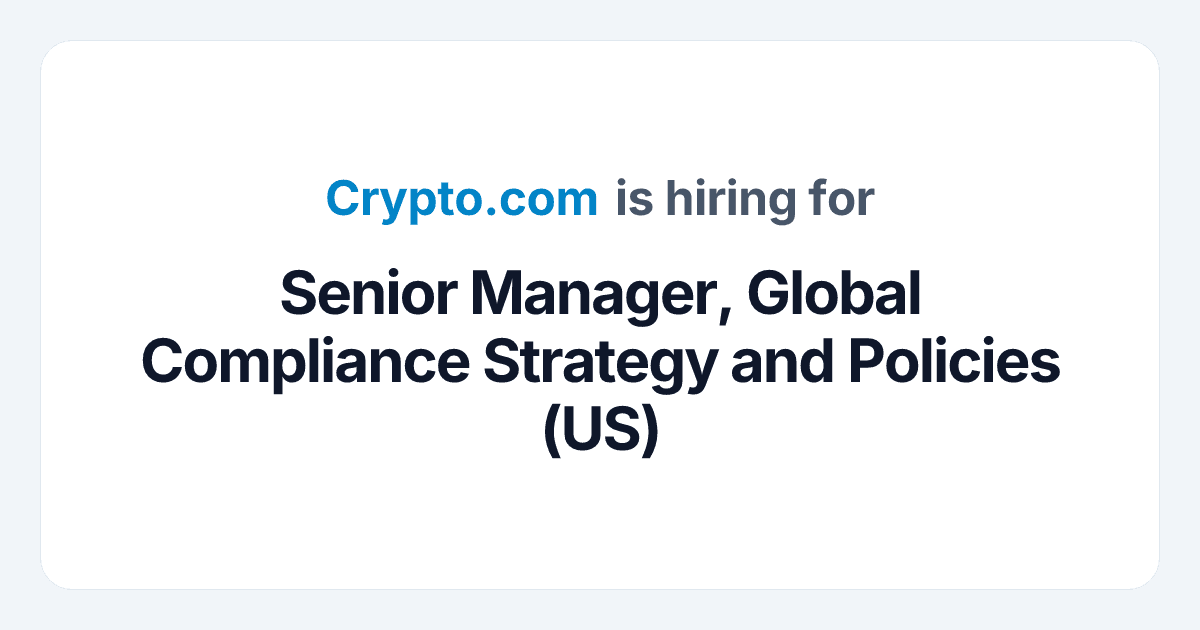 Crypto.com is hiring for
Senior Manager, Global
Compliance Strategy and Policies
(US)